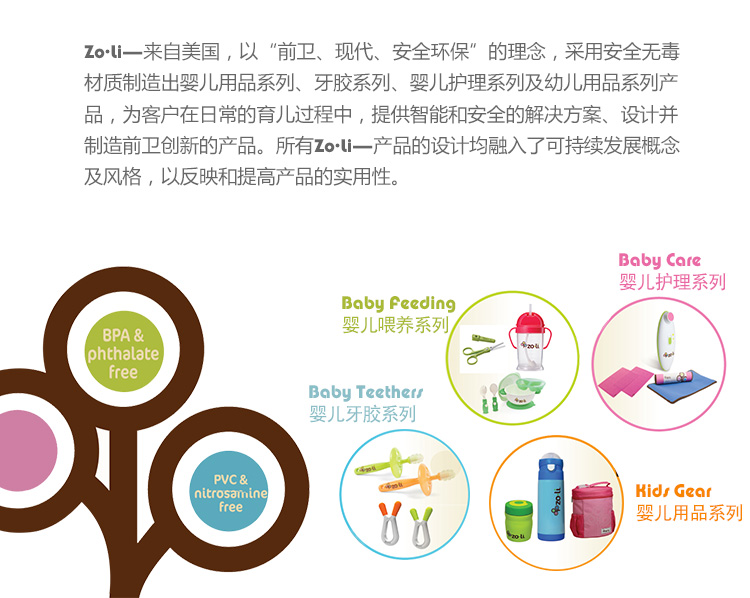 Zo·li—来自美国，以“前卫、现代、安全环保”的理念，采用安全无毒
材质制造出婴儿用品系列、牙胶系列、婴儿护理系列及幼儿用品系列产
品，为客户在日常的育儿过程中，提供智能和安全的解决方案、设计并
制造前卫创新的产品。所有Zo·li—产品的设计均融入了可持续发展概念
及风格，以反映和提高产品的实用性。
Baby Care
婴儿护理系列
Baby Feeding
婴儿喂养系列
BPA &
phthalate
free
zo·li
Baby Teethers
婴儿牙胶系列
PVC &
nitrosamine
free
zo·li
Kids Gear
婴儿用品系列